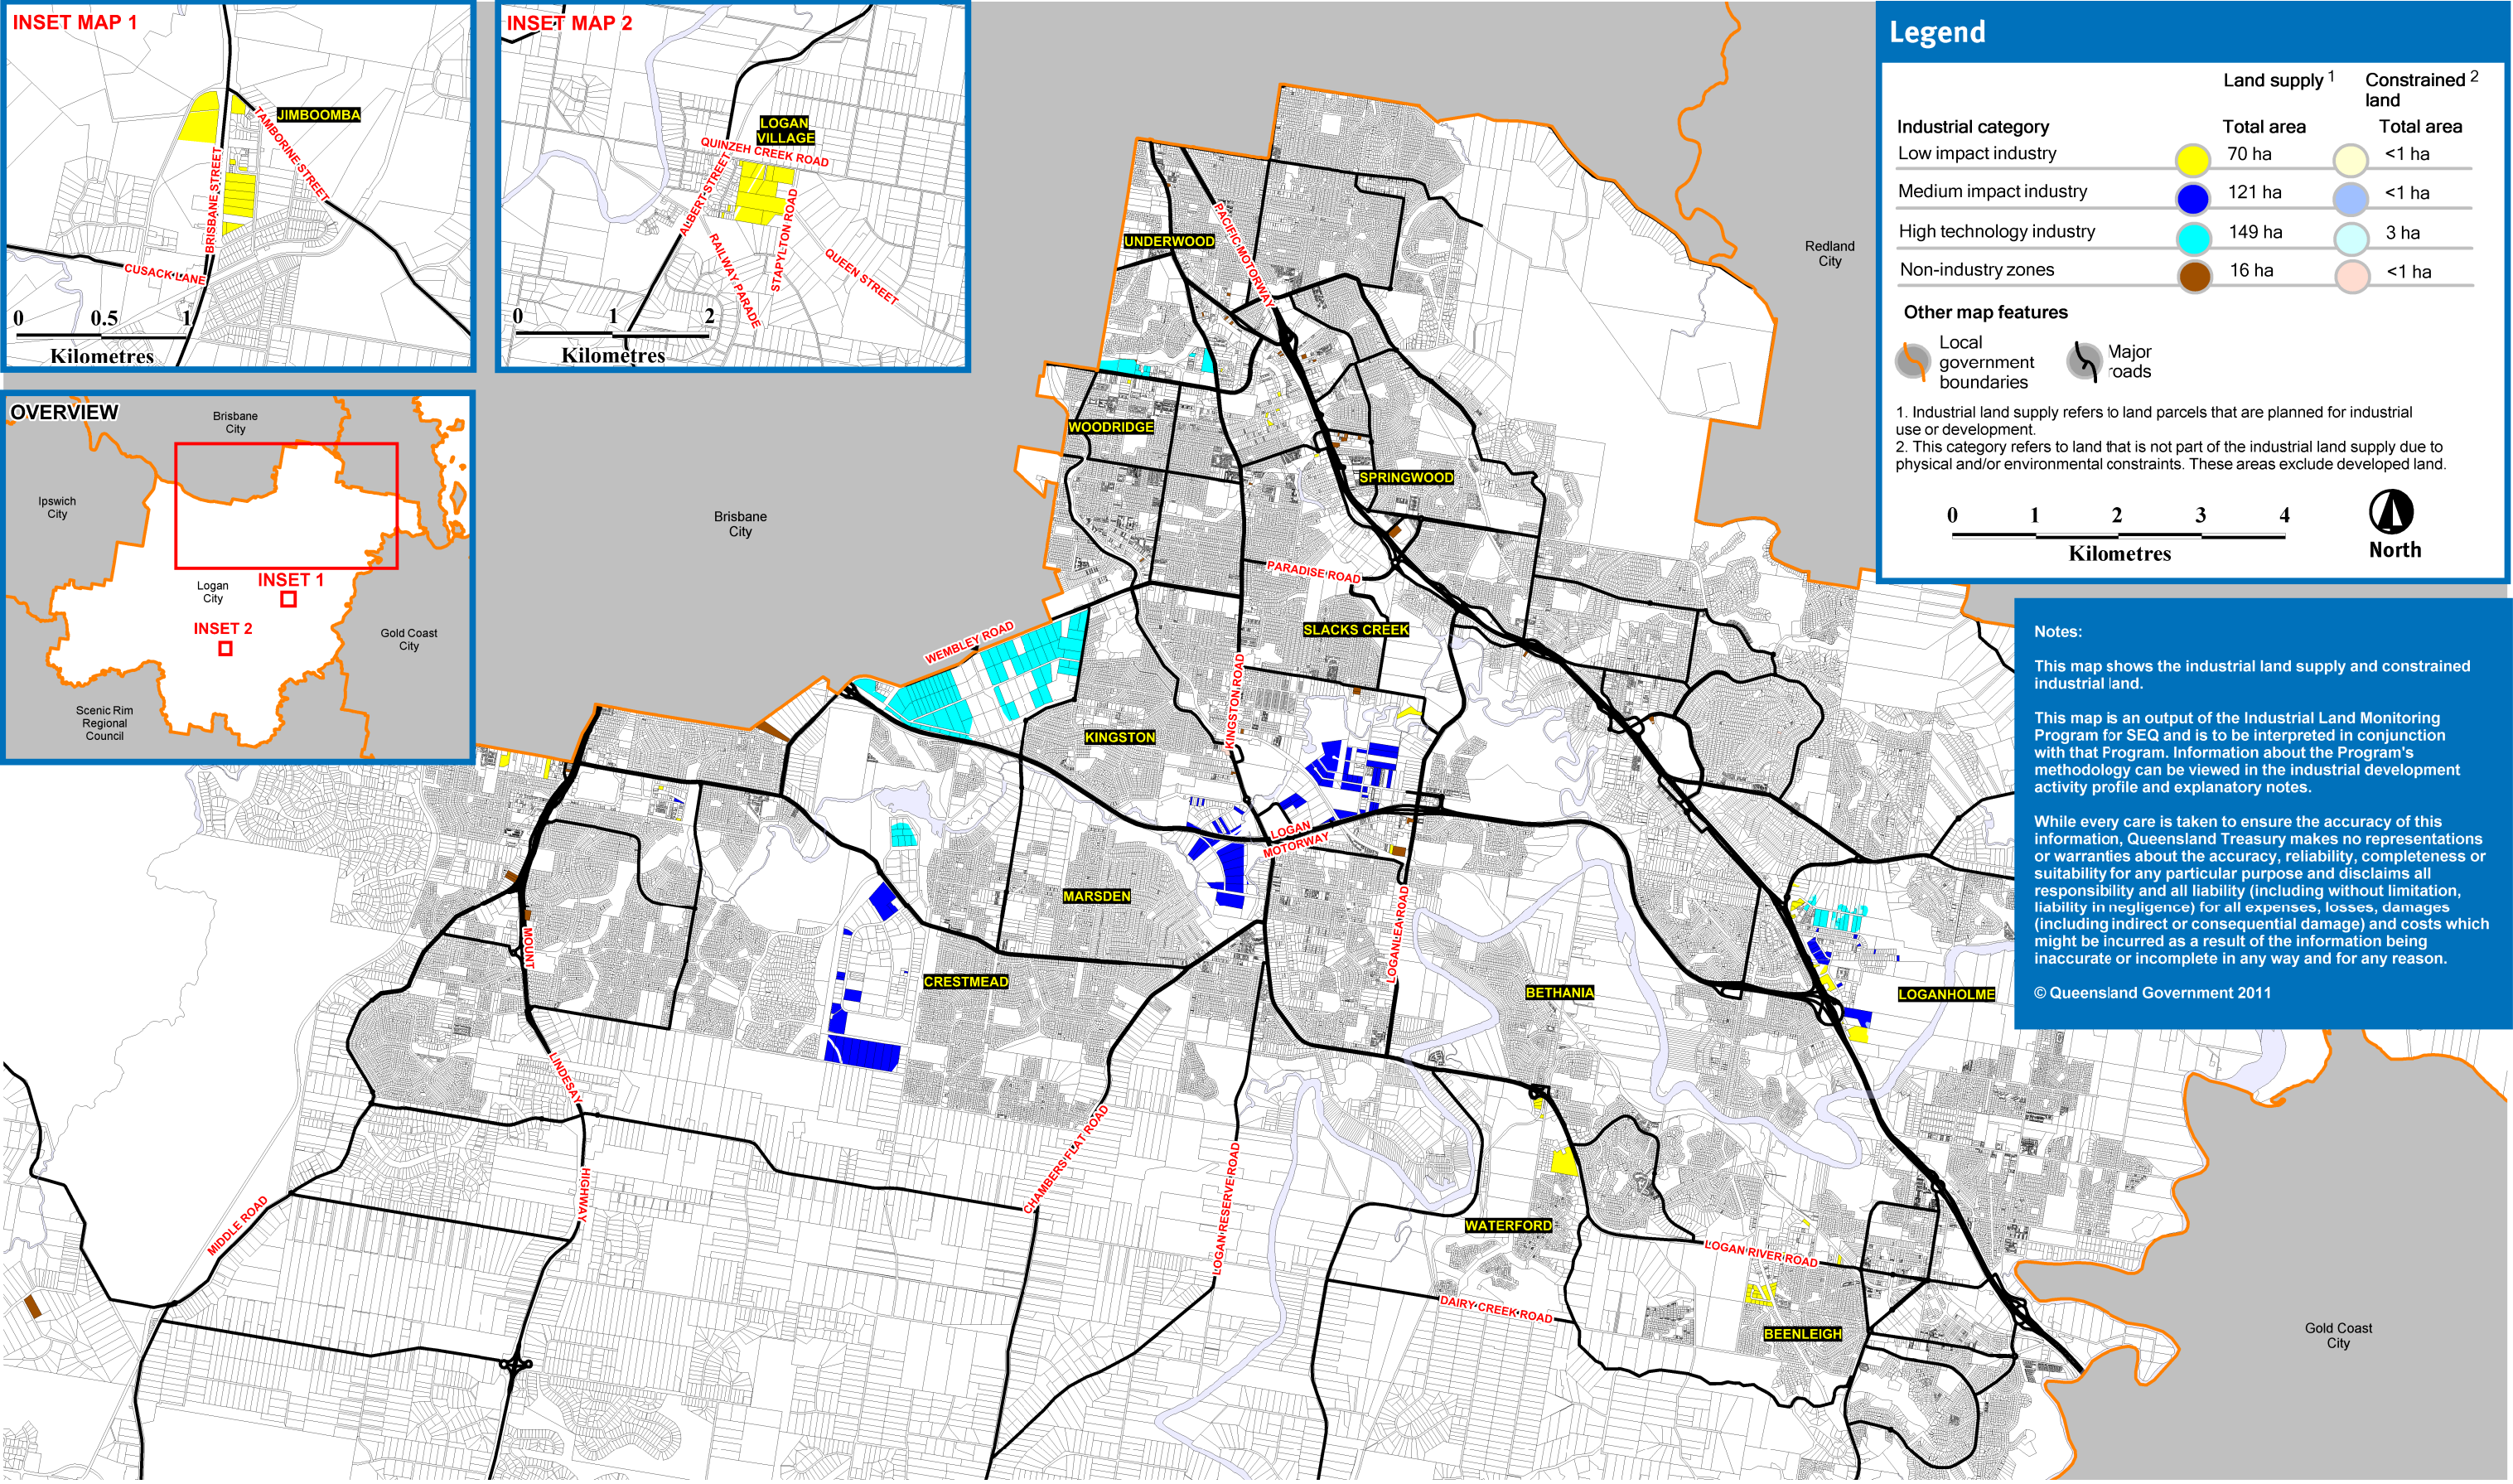 INSET MAP 1
JIMBOOMBA
TAMBORINE STREET
BRISBANE STREET
CUSACK LANE
0 0.5 1
Kilometres
INSET MAP 2
LOGAN
VILLAGE
QUINZEH CREEK ROAD
ALBERT STREET
RAILWAY PARADE
STAPYLTON ROAD
QUEEN STREET
0 1 2
Kilometres
OVERVIEW
Brisbane
City
Ipswich
City
Logan
City
INSET 1
INSET 2
Gold Coast
City
Scenic Rim
Regional
Council
Legend
Land supply 1
Constrained 2
land
Industrial category
Total area
Total area
Low impact industry 70 ha <1 ha
Medium impact industry 121 ha <1 ha
High technology industry 149 ha 3 ha
Non-industry zones 16 ha <1 ha
Other map features
Local
government
boundaries
Major
roads
1. Industrial land supply refers to land parcels that are planned for industrial
use or development.
2. This category refers to land that is not part of the industrial land supply due to
physical and/or environmental constraints. These areas exclude developed land.
0 1 2 3 4
Kilometres
North
Notes:
This map shows the industrial land supply and constrained
industrial land.
This map is an output of the Industrial Land Monitoring
Program for SEQ and is to be interpreted in conjunction
with that Program. Information about the Program's
methodology can be viewed in the industrial development
activity profile and explanatory notes.
While every care is taken to ensure the accuracy of this
information, Queensland Treasury makes no representations
or warranties about the accuracy, reliability, completeness or
suitability for any particular purpose and disclaims all
responsibility and all liability (including without limitation,
liability in negligence) for all expenses, losses, damages
(including indirect or consequential damage) and costs which
might be incurred as a result of the information being
inaccurate or incomplete in any way and for any reason.
© Queensland Government 2011
Redland
City
Brisbane
City
Gold Coast
City
UNDERWOOD
PACIFIC MOTORWAY
WOODRIDGE
SPRINGWOOD
PARADISE ROAD
SLACKS CREEK
WEMBLEY ROAD
KINGSTON ROAD
KINGSTON
LOGAN
MOTORWAY
MARSDEN
LOGANLEA ROAD
MOUNT
LINDESAY
HIGHWAY
CRESTMEAD
BETHANIA
LOGANHOLME
CHAMBERS FLAT ROAD
LOGAN RESERVE ROAD
MIDDLE ROAD
WATERFORD
LOGAN RIVER ROAD
DAIRY CREEK ROAD
BEENLEIGH